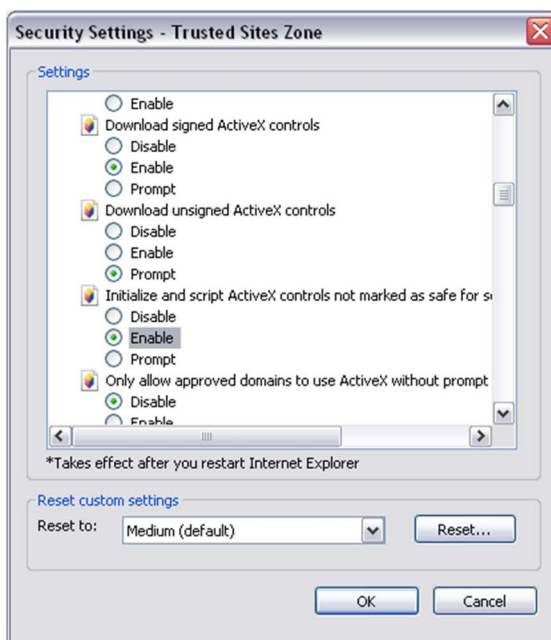 Security Settings - Trusted Sites Zone
Settings
Enable
Download signed ActiveX controls
Disable
Enable
Prompt
Download unsigned ActiveX controls
Disable
Enable
Prompt
Initialize and script ActiveX controls not marked as safe for
Disable
Enable
Prompt
Only allow approved domains to use ActiveX without prompt
Disable
Enable
*Takes effect after you restart Internet Explorer
Reset custom settings
Reset to: Medium (default) Reset...
OK Cancel